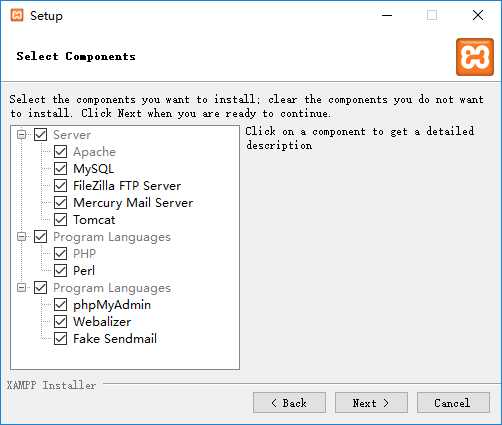 Setup
Select Components
Select the components you want to install; clear the components you do not want
to install. Click Next when you are ready to continue.
Server
Apache
MySQL
FileZilla FTP Server
Mercury Mail Server
Tomcat
Program Languages
PHP
Perl
Program Languages
phpMyAdmin
Webalizer
Fake Sendmail
Click on a component to get a detailed
description
XAMPP Installer
< Back
Next >
Cancel